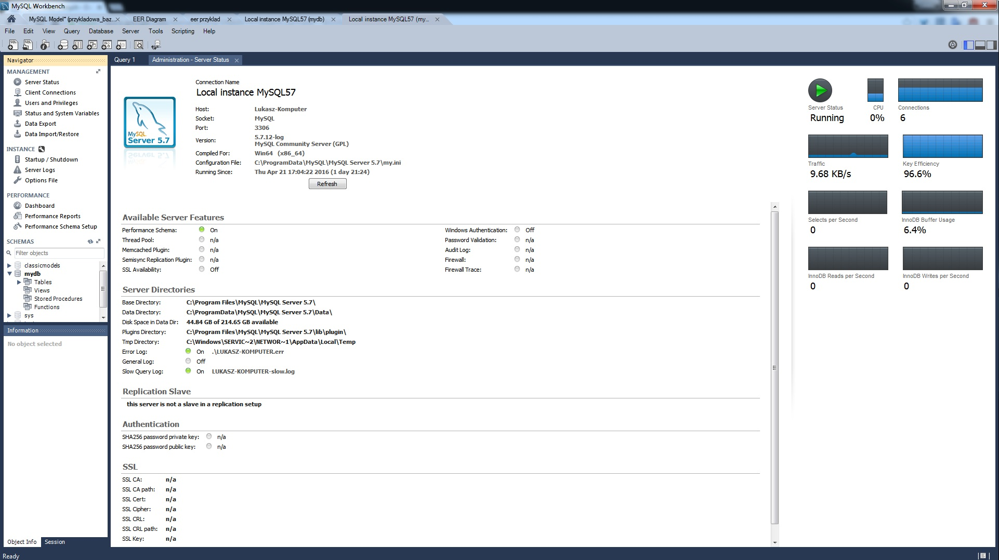 MySQL Workbench
MySQL Model* (przykladowa_baz...
EER Diagram
eer przyklad
Local instance MySQL57 (mydb)
Local instance MySQL57 (my...
File Edit View Query Database Server Tools Scripting Help
Navigator
MANAGEMENT
Server Status
Client Connections
Users and Privileges
Status and System Variables
Data Export
Data Import/Restore
INSTANCE
Startup / Shutdown
Server Logs
Options File
PERFORMANCE
Dashboard
Performance Reports
Performance Schema Setup
SCHEMAS
Filter objects
classicmodels
mydb
Tables
Views
Stored Procedures
Functions
sys
Information
No object selected
Object Info Session
Ready
Query 1
Administration - Server Status
MySQL
Server 5.7
Connection Name
Local instance MySQL57
Host: Lukasz-Komputer
Socket: MySQL
Port: 3306
Version: 5.7.12-log
MySQL Community Server (GPL)
Compiled For: Win64 (x86_64)
Configuration File: C:\ProgramData\MySQL\MySQL Server 5.7\my.ini
Running Since: Thu Apr 21 17:04:22 2016 (1 day 21:24)
Refresh
Available Server Features
Performance Schema: On
Thread Pool: n/a
Memcached Plugin: n/a
Semisync Replication Plugin: n/a
SSL Availability: Off
Windows Authentication: Off
Password Validation: n/a
Audit Log: n/a
Firewall: n/a
Firewall Trace: n/a
Server Directories
Base Directory: C:\Program Files\MySQL\MySQL Server 5.7\
Data Directory: C:\ProgramData\MySQL\MySQL Server 5.7\Data\
Disk Space in Data Dir: 44.84 GB of 214.65 GB available
Plugins Directory: C:\Program Files\MySQL\MySQL Server 5.7\lib\plugin\
Tmp Directory: C:\Windows\SERVIC~2\NETWOR~1\AppData\Local\Temp
Error Log: On .\LUKASZ-KOMPUTER.err
General Log: Off
Slow Query Log: On LUKASZ-KOMPUTER-slow.log
Replication Slave
this server is not a slave in a replication setup
Authentication
SHA256 password private key: n/a
SHA256 password public key: n/a
SSL
SSL CA: n/a
SSL CA path: n/a
SSL Cert: n/a
SSL Cipher: n/a
SSL CRL: n/a
SSL CRL path: n/a
SSL Key: n/a
Server Status
Running
CPU
0%
Connections
6
Traffic
9.68 KB/s
Key Efficiency
96.6%
Selects per Second
0
InnoDB Buffer Usage
6.4%
InnoDB Reads per Second
0
InnoDB Writes per Second
0